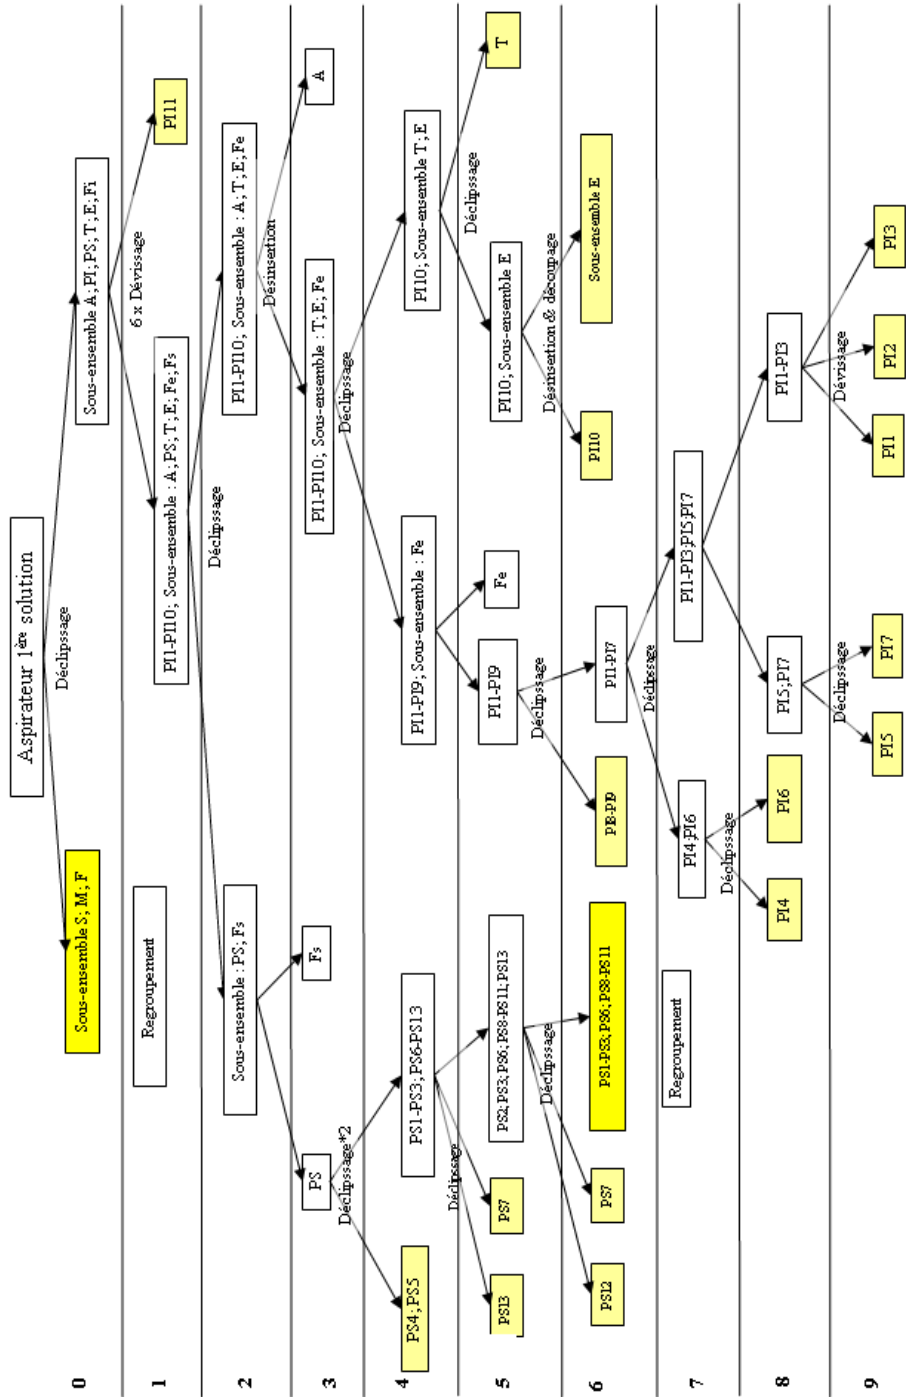 Aspirateur 1ère solution
Déclipssage
0
Sous-ensemble S; M; F
Sous-ensemble A; PI; PS; T; E; Fi
6 x Dévissage
1
Regroupement
PI1-PI10; Sous-ensemble : A; PS; T; E; Fe; Fs
PI11
Déclipssage
2
Sous-ensemble : PS; Fs
PI1-PI10; Sous-ensemble : A; T; E; Fe
Désinsertion
3
PS
Fs
PI1-PI10; Sous-ensemble : T; E; Fe
A
Déclipssage*2
Déclipssage
4
PS4; PS5
PS1-PS3; PS6-PS13
PI1-PI9; Sous-ensemble : Fe
PI10; Sous-ensemble T; E
Déclipssage
Déclipssage
5
PS13
PS7
PS2; PS3; PS6; PS8-PS11; PS13
PI1-PI9
Fe
PI10; Sous-ensemble E
T
Déclipssage
Déclipssage
Désinsertion & découpage
6
PS12
PS7
PS1-PS3; PS6; PS8-PS11
PI8-PI9
PI1-PI7
PI10
Sous-ensemble E
Déclipssage
7
Regroupement
PI4;PI6
PI1-PI3;PI5;PI7
Déclipssage
8
PI4
PI6
PI5; PI7
PI1-PI3
Déclipssage
Dévissage
9
PI5
PI7
PI1
PI2
PI3